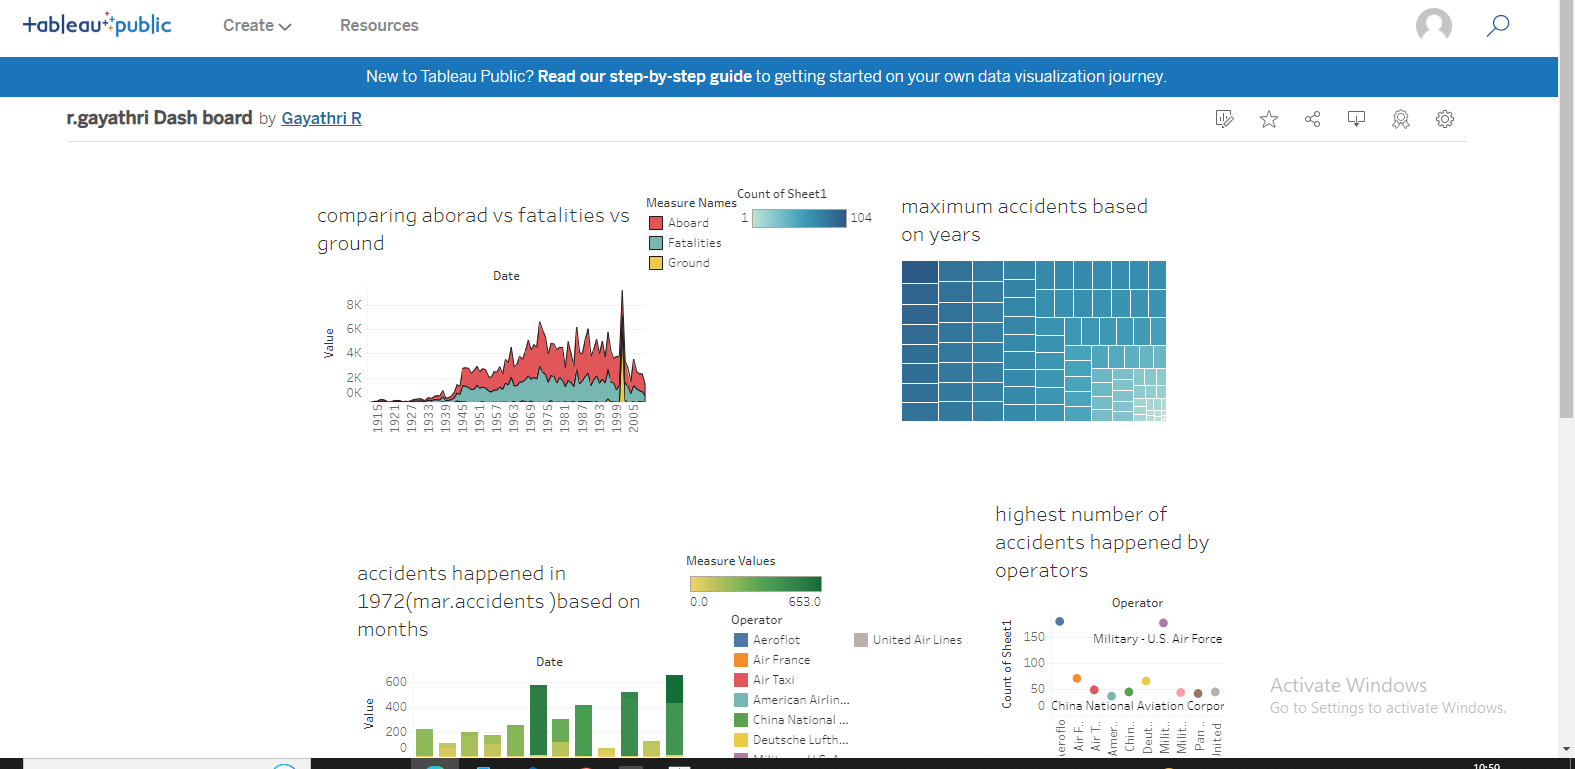 +ableau+public
Create
Resources
New to Tableau Public? Read our step-by-step guide to getting started on your own data visualization journey.
r.gayathri Dash board by Gayathri R
comparing aborad vs fatalities vs
ground
Date
Value
8K
6K
4K
2K
0K
1915
1921
1927
1933
1939
1945
1951
1957
1963
1969
1975
1981
1987
1993
1999
2005
Measure Names
Aboard
Fatalities
Ground
Count of Sheet1
1
104
maximum accidents based
on years
accidents happened in
1972(mar.accidents )based on
months
Date
Value
600
400
200
0
Measure Values
0.0
653.0
Operator
Aeroflot
Air France
Air Taxi
American Airlin...
China National ...
Deutsche Lufth...
United Air Lines
highest number of
accidents happened by
operators
Operator
Count of Sheet1
150
100
50
0
Military - U.S. Air Force
China National Aviation Corpor
Air F..
Air T..
Amer..
Chin..
Deut..
Milit..
Milit..
Pan ..
Activate Windows
Go to Settings to activate Windows.
10:59